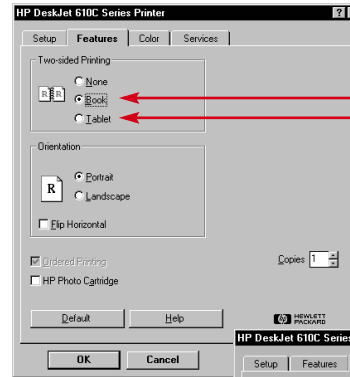 HP DeskJet 610C Series Printer ?
Setup Features Color Services
Two-sided Printing
None
R R Book
Tablet
Orientation
R Portrait
Landscape
Flip Horizontal
Ordered Printing
Copies 1
HP Photo Cartridge
Default Help
hp HEWLETT
PACKARD
OK Cancel
HP DeskJet 610C Series
Setup Features